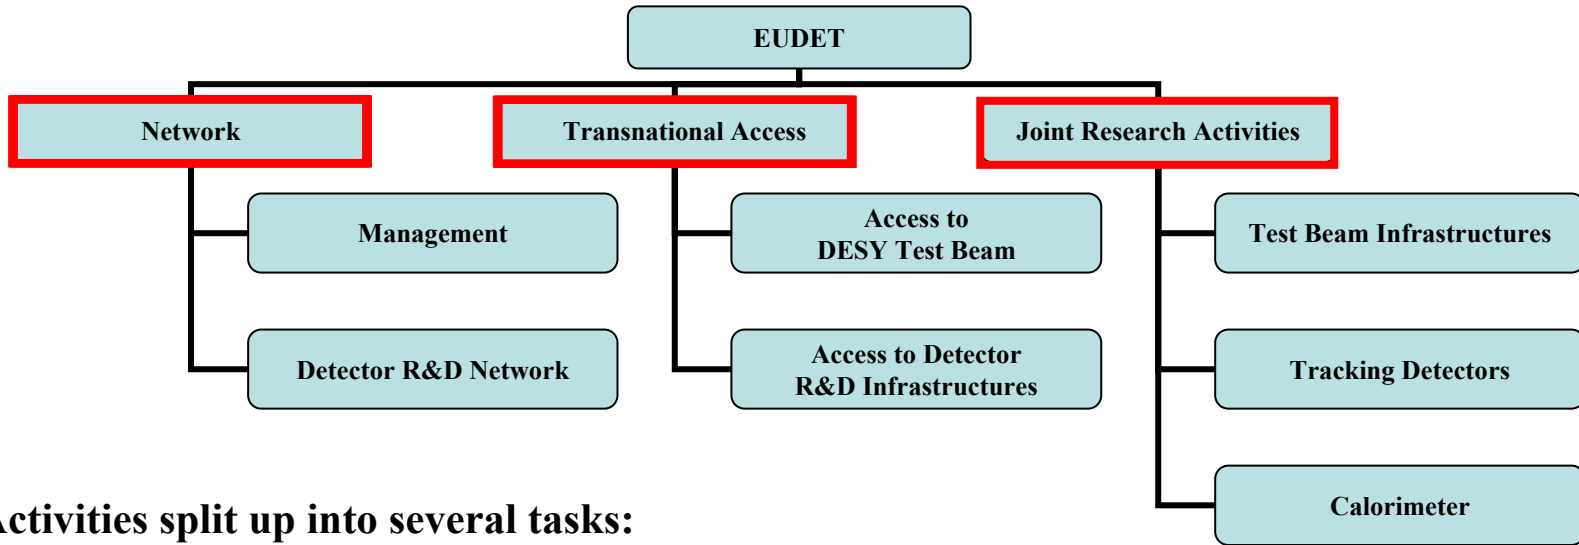 EUDET
Network
Transnational Access
Joint Research Activities
Management
Access to
DESY Test Beam
Test Beam Infrastructures
Detector R&D Network
Access to Detector
R&D Infrastructures
Tracking Detectors
Calorimeter
Activities split up into several tasks: